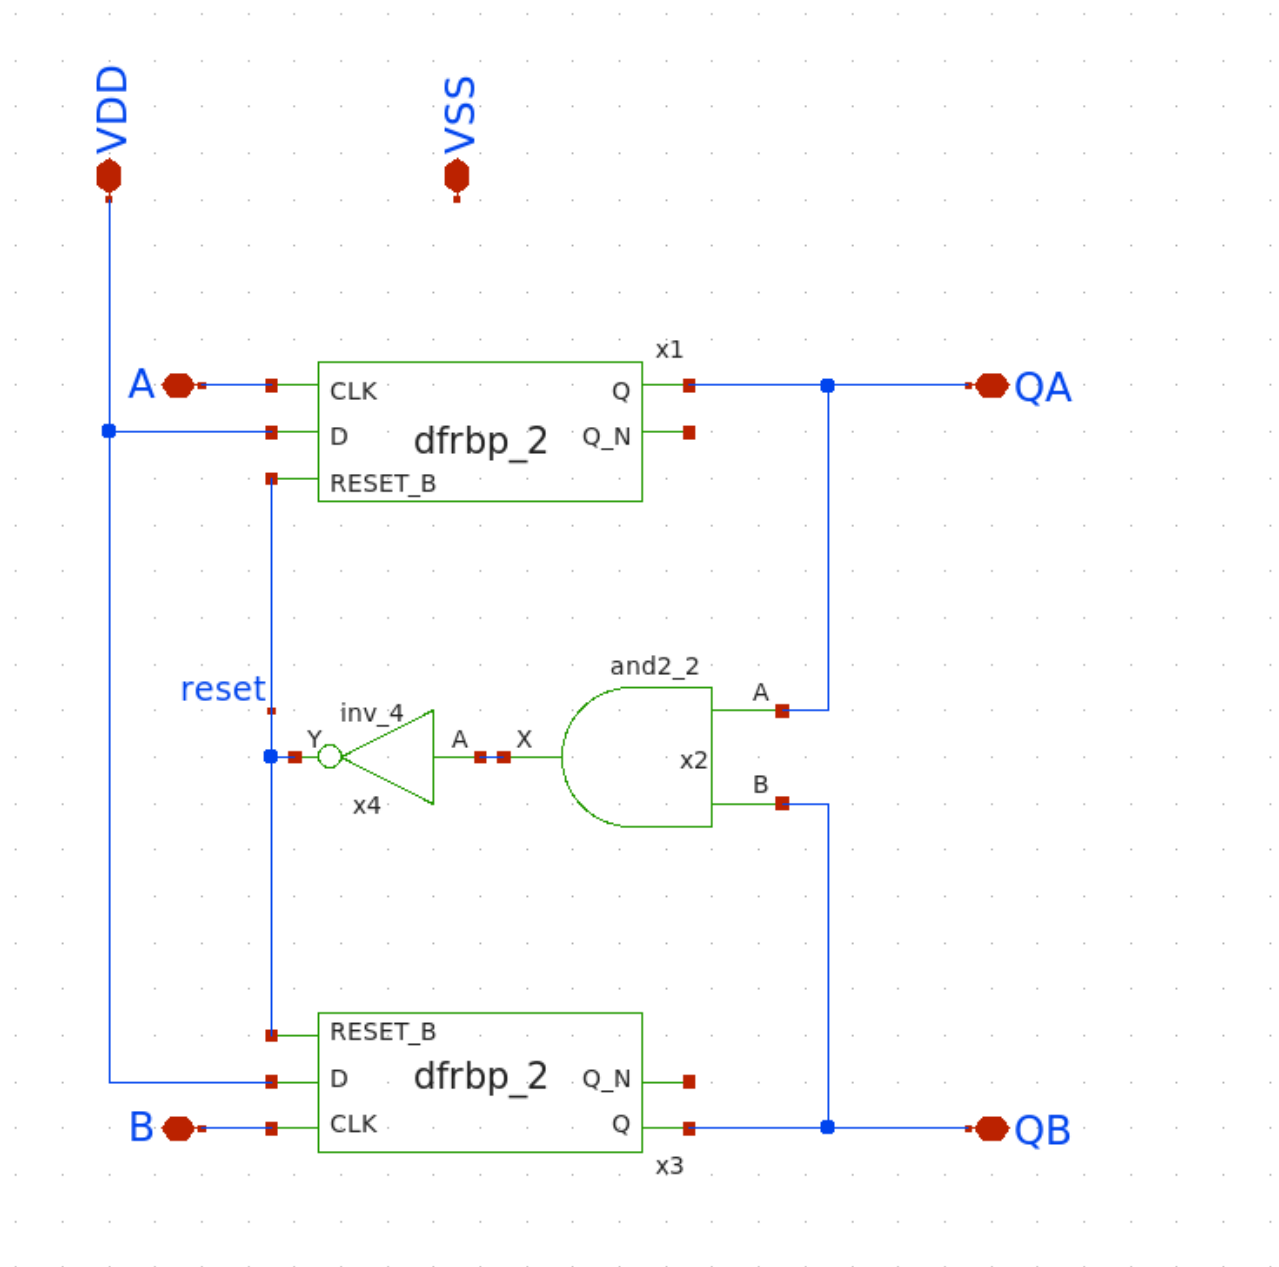 VDD
VSS
x1
A
CLK
Q
QA
D
dfrbp_2
Q_N
RESET_B
and2_2
reset
inv_4
A
Y
A
X
x2
x4
B
RESET_B
D
dfrbp_2
Q_N
B
CLK
Q
QB
x3